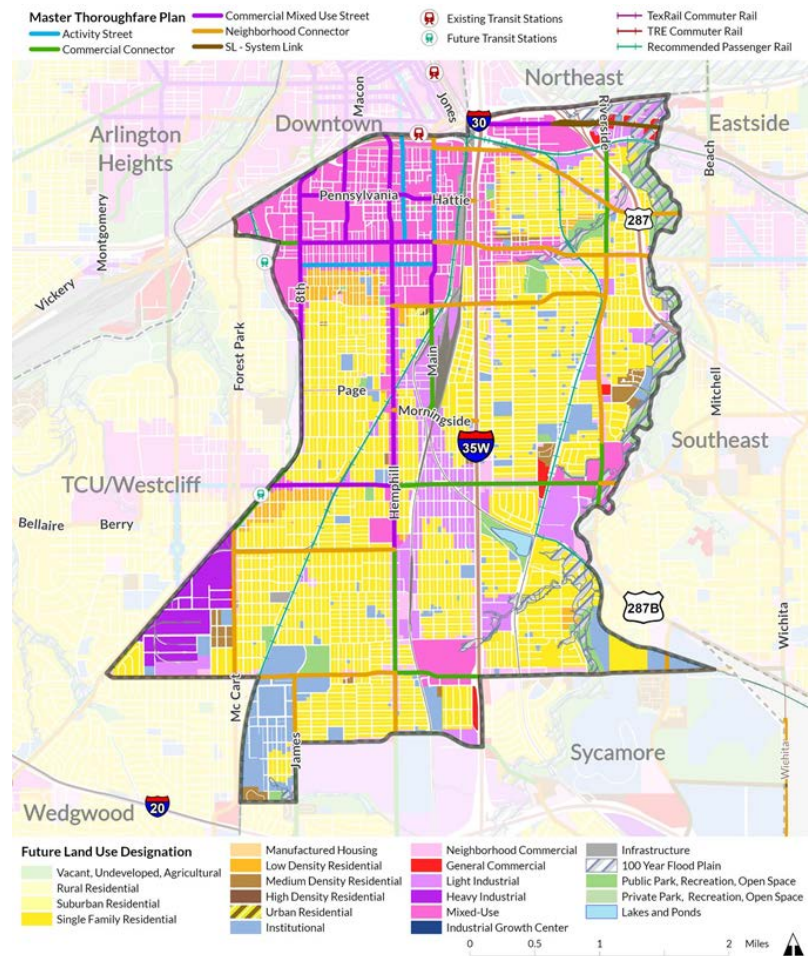 Master Thoroughfare Plan
Activity Street
Commercial Connector
Commercial Mixed Use Street
Neighborhood Connector
SL - System Link
Existing Transit Stations
Future Transit Stations
TexRail Commuter Rail
TRE Commuter Rail
Recommended Passenger Rail
Northeast
Macon
Jones
Downtown
30
Riverside
Arlington
Heights
Eastside
Beach
Pennsylvania
Hattie
287
Montgomery
Vickery
8th
Forest Park
Main
Page
Morningside
Mitchell
35W
Southeast
TCU/Westcliff
Hemphill
Bellaire
Berry
287B
Wichita
Mc Cart
James
Sycamore
Wichita
Wedgwood
20
Future Land Use Designation
Vacant, Undeveloped, Agricultural
Rural Residential
Suburban Residential
Single Family Residential
Manufactured Housing
Low Density Residential
Medium Density Residential
High Density Residential
Urban Residential
Institutional
Neighborhood Commercial
General Commercial
Light Industrial
Heavy Industrial
Mixed-Use
Industrial Growth Center
Infrastructure
100 Year Flood Plain
Public Park, Recreation, Open Space
Private Park, Recreation, Open Space
Lakes and Ponds
0 0.5 1 2 Miles